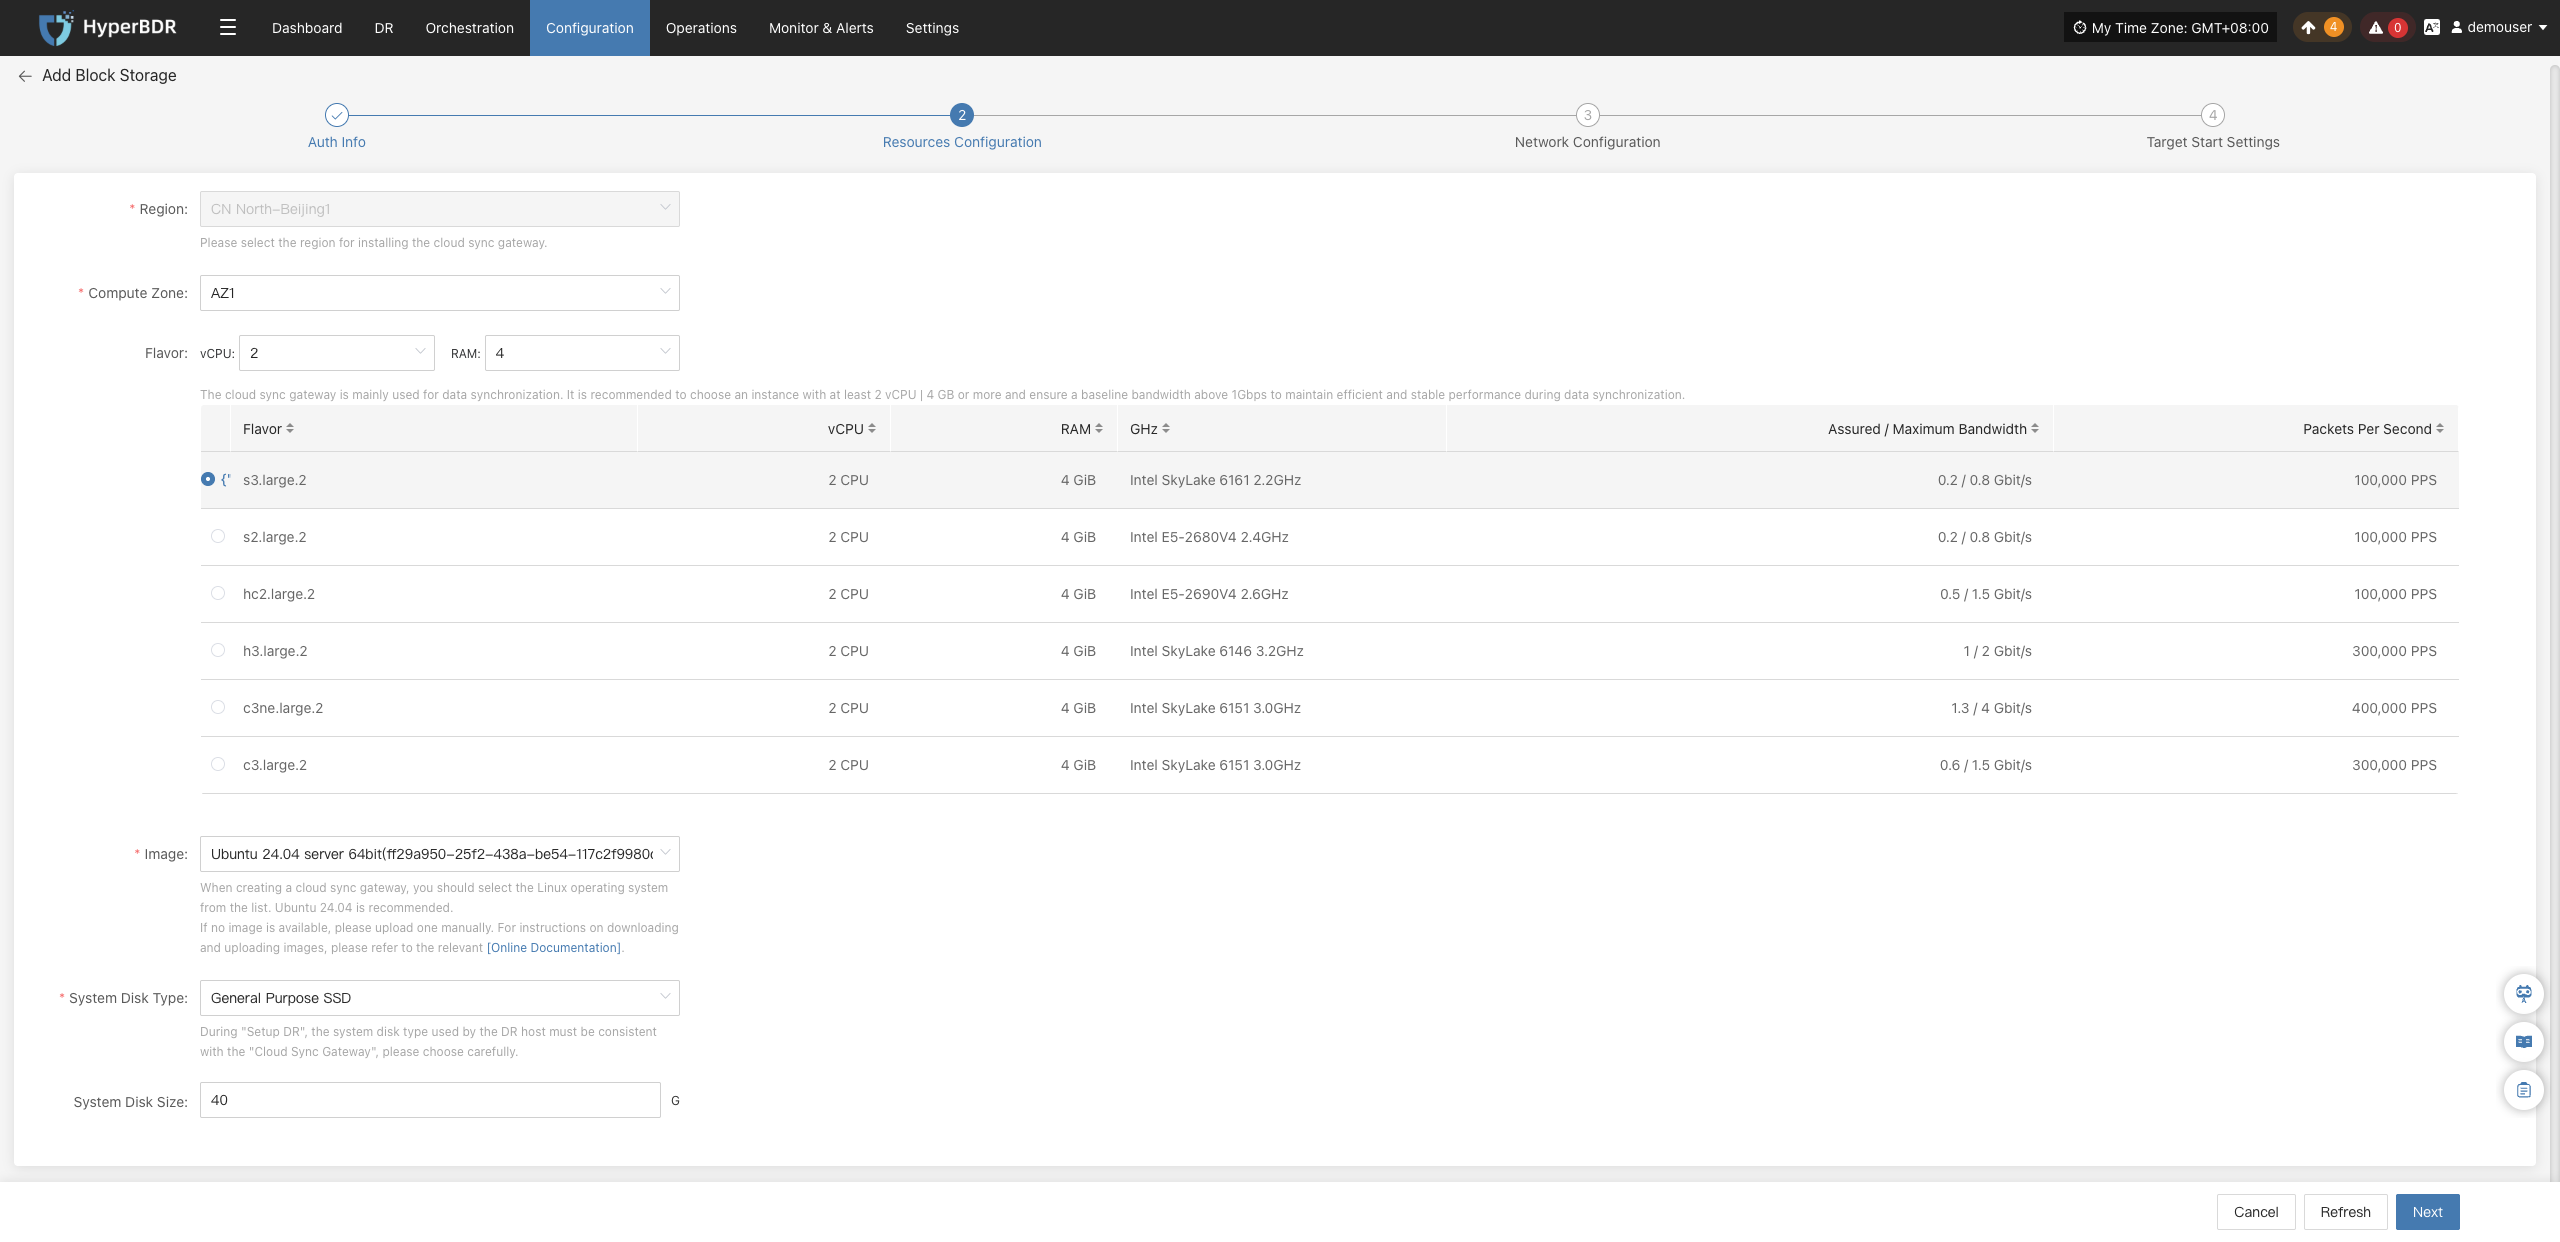 HyperBDR
Dashboard
DR
Orchestration
Configuration
Operations
Monitor & Alerts
Settings
My Time Zone: GMT+08:00
4
0
demouser
Add Block Storage
2
3
4
Auth Info
Resources Configuration
Network Configuration
Target Start Settings
* Region: CN North-Beijing1
Please select the region for installing the cloud sync gateway.
* Compute Zone: AZ1
Flavor: vCPU: 2 RAM: 4
The cloud sync gateway is mainly used for data synchronization. It is recommended to choose an instance with at least 2 vCPU | 4 GB or more and ensure a baseline bandwidth above 1Gbps to maintain efficient and stable performance during data synchronization.
Flavor vCPU RAM GHz Assured / Maximum Bandwidth Packets Per Second
{" s3.large.2 2 CPU 4 GiB Intel SkyLake 6161 2.2GHz 0.2 / 0.8 Gbit/s 100,000 PPS
s2.large.2 2 CPU 4 GiB Intel E5-2680V4 2.4GHz 0.2 / 0.8 Gbit/s 100,000 PPS
hc2.large.2 2 CPU 4 GiB Intel E5-2690V4 2.6GHz 0.5 / 1.5 Gbit/s 100,000 PPS
h3.large.2 2 CPU 4 GiB Intel SkyLake 6146 3.2GHz 1 / 2 Gbit/s 300,000 PPS
c3ne.large.2 2 CPU 4 GiB Intel SkyLake 6151 3.0GHz 1.3 / 4 Gbit/s 400,000 PPS
c3.large.2 2 CPU 4 GiB Intel SkyLake 6151 3.0GHz 0.6 / 1.5 Gbit/s 300,000 PPS
* Image: Ubuntu 24.04 server 64bit(ff29a950-25f2-438a-be54-117c2f9980
When creating a cloud sync gateway, you should select the Linux operating system
from the list. Ubuntu 24.04 is recommended.
If no image is available, please upload one manually. For instructions on downloading
and uploading images, please refer to the relevant [Online Documentation].
* System Disk Type: General Purpose SSD
During "Setup DR", the system disk type used by the DR host must be consistent
with the "Cloud Sync Gateway", please choose carefully.
System Disk Size: 40 G
Cancel
Refresh
Next